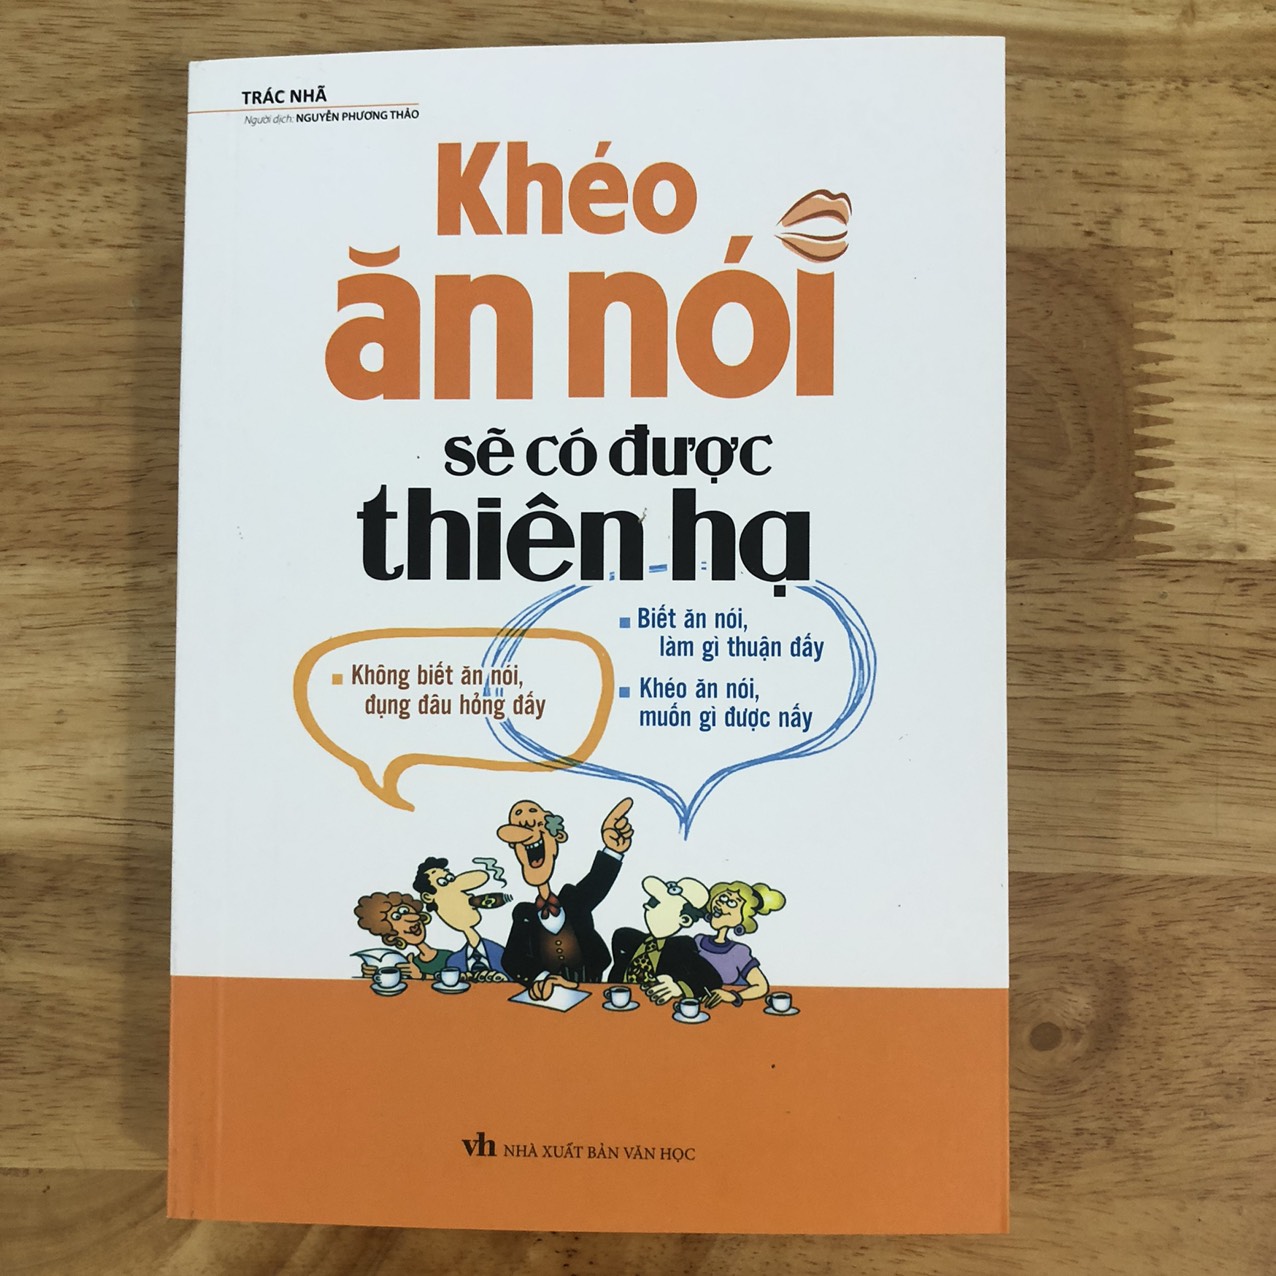 TRÁC NHÃ
Người dịch: NGUYỄN PHƯƠNG THẢO
Khéo
ăn nói
sẽ có được
thiên hạ
Biết ăn nói,
làm gì thuận đấy
Khéo ăn nói,
muốn gì được nấy
Không biết ăn nói,
đụng đâu hỏng đấy
vh NHÀ XUẤT BẢN VĂN HỌC